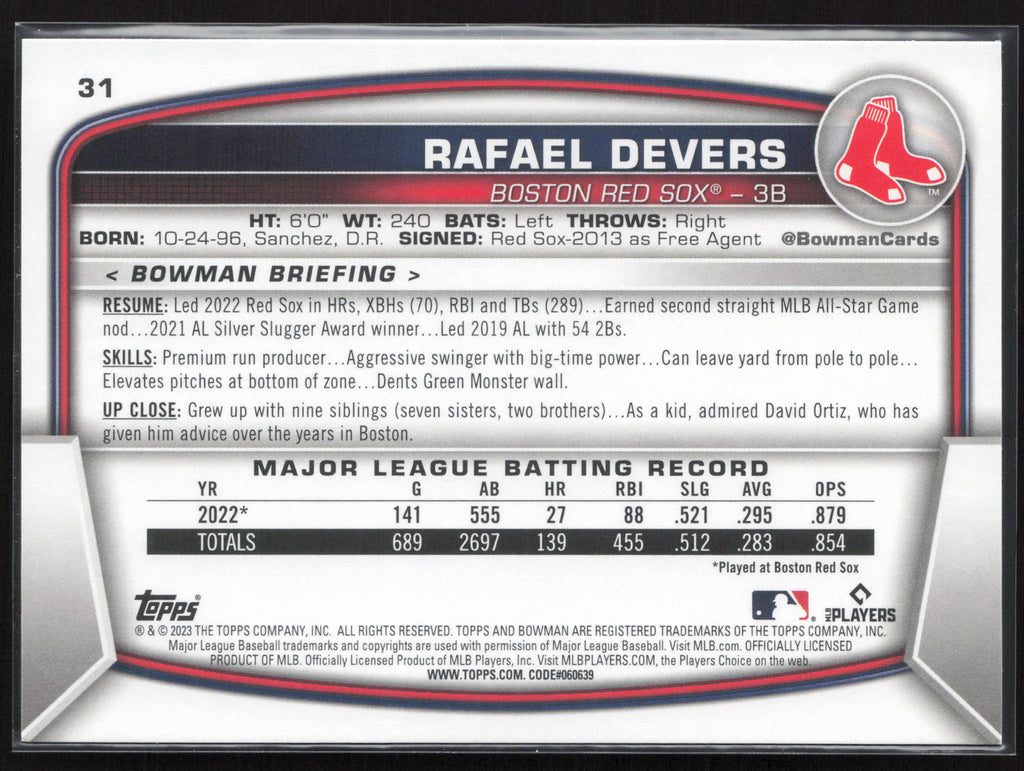 31
RAFAEL DEVERS
BOSTON RED SOX® – 3B
TM
HT: 6'0" WT: 240 BATS: Left THROWS: Right
BORN: 10-24-96, Sanchez, D.R. SIGNED: Red Sox-2013 as Free Agent @BowmanCards
< BOWMAN BRIEFING >
RESUME: Led 2022 Red Sox in HRs, XBHs (70), RBI and TBs (289)...Earned second straight MLB All-Star Game
nod...2021 AL Silver Slugger Award winner...Led 2019 AL with 54 2Bs.
SKILLS: Premium run producer...Aggressive swinger with big-time power...Can leave yard from pole to pole...
Elevates pitches at bottom of zone...Dents Green Monster wall.
UP CLOSE: Grew up with nine siblings (seven sisters, two brothers)...As a kid, admired David Ortiz, who has
given him advice over the years in Boston.
MAJOR LEAGUE BATTING RECORD
YR G AB HR RBI SLG AVG OPS
2022* 141 555 27 88 .521 .295 .879
TOTALS 689 2697 139 455 .512 .283 .854
*Played at Boston Red Sox
Topps® MLB PLAYERS
® & © 2023 THE TOPPS COMPANY, INC. ALL RIGHTS RESERVED. TOPPS AND BOWMAN ARE REGISTERED TRADEMARKS OF THE TOPPS COMPANY, INC.
Major League Baseball trademarks and copyrights are used with permission of Major League Baseball. Visit MLB.com. OFFICIALLY LICENSED
PRODUCT OF MLB. Officially Licensed Product of MLB Players, Inc. Visit MLBPLAYERS.COM, the Players Choice on the web.
WWW.TOPPS.COM. CODE#060639